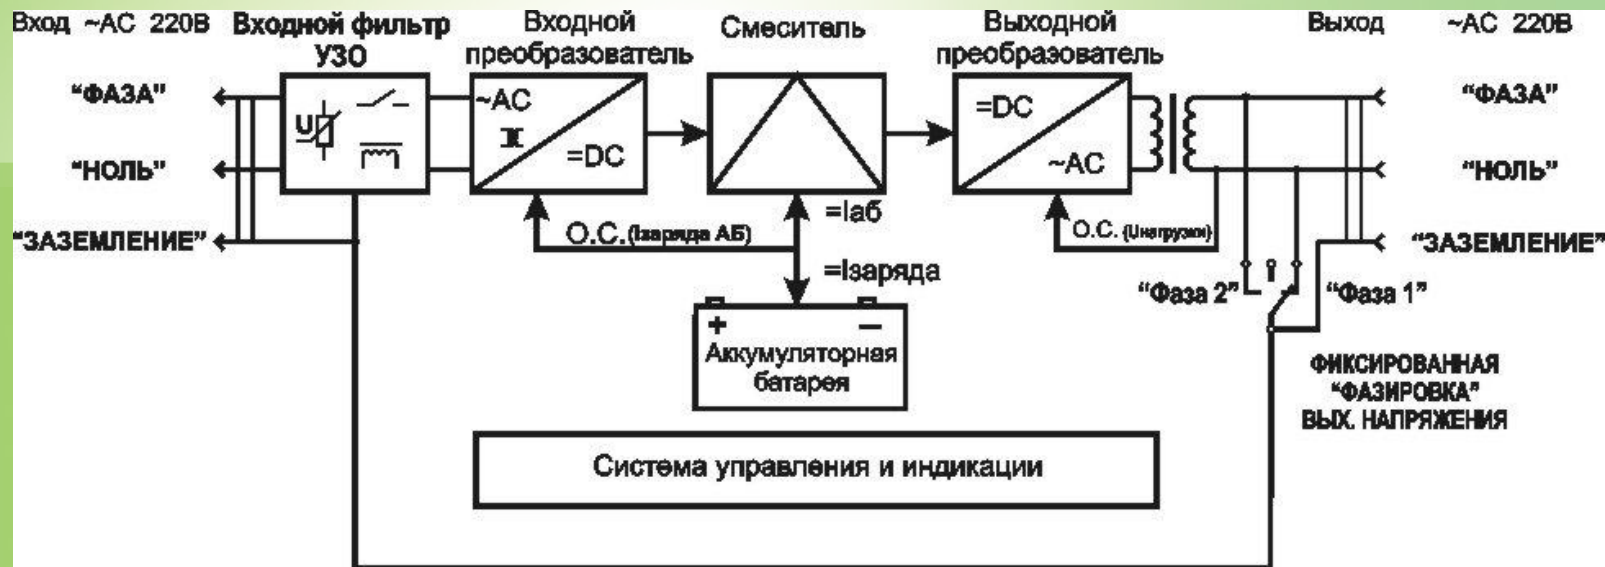 Вход ~AC 220В
Входной фильтр
УЗО
Входной
преобразователь
Смеситель
Выходной
преобразователь
Выход ~AC 220В
“ФАЗА”
“НОЛЬ”
“ЗАЗЕМЛЕНИЕ”
U
~AC
=DC
=DC
~AC
“ФАЗА”
“НОЛЬ”
“ЗАЗЕМЛЕНИЕ”
О.С.(Iзаряда АБ)
=Iаб
=Iзаряда
О.С. (Uнагрузки)
“Фаза 2”
“Фаза 1”
+ −
Аккумуляторная
батарея
ФИКСИРОВАННАЯ
“ФАЗИРОВКА”
ВЫХ. НАПРЯЖЕНИЯ
Система управления и индикации